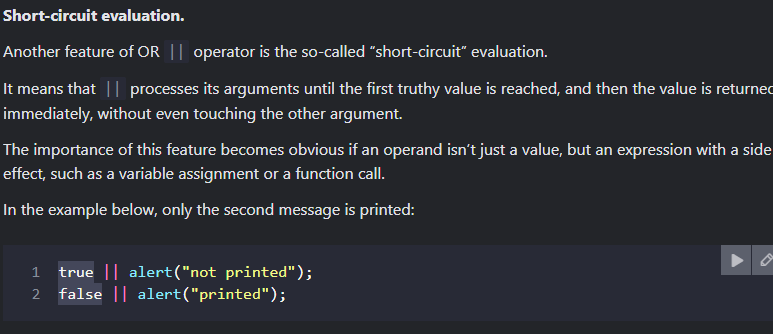 Short-circuit evaluation.
Another feature of OR || operator is the so-called “short-circuit” evaluation.
It means that || processes its arguments until the first truthy value is reached, and then the value is returned
immediately, without even touching the other argument.
The importance of this feature becomes obvious if an operand isn’t just a value, but an expression with a side
effect, such as a variable assignment or a function call.
In the example below, only the second message is printed:
1 true || alert("not printed");
2 false || alert("printed");